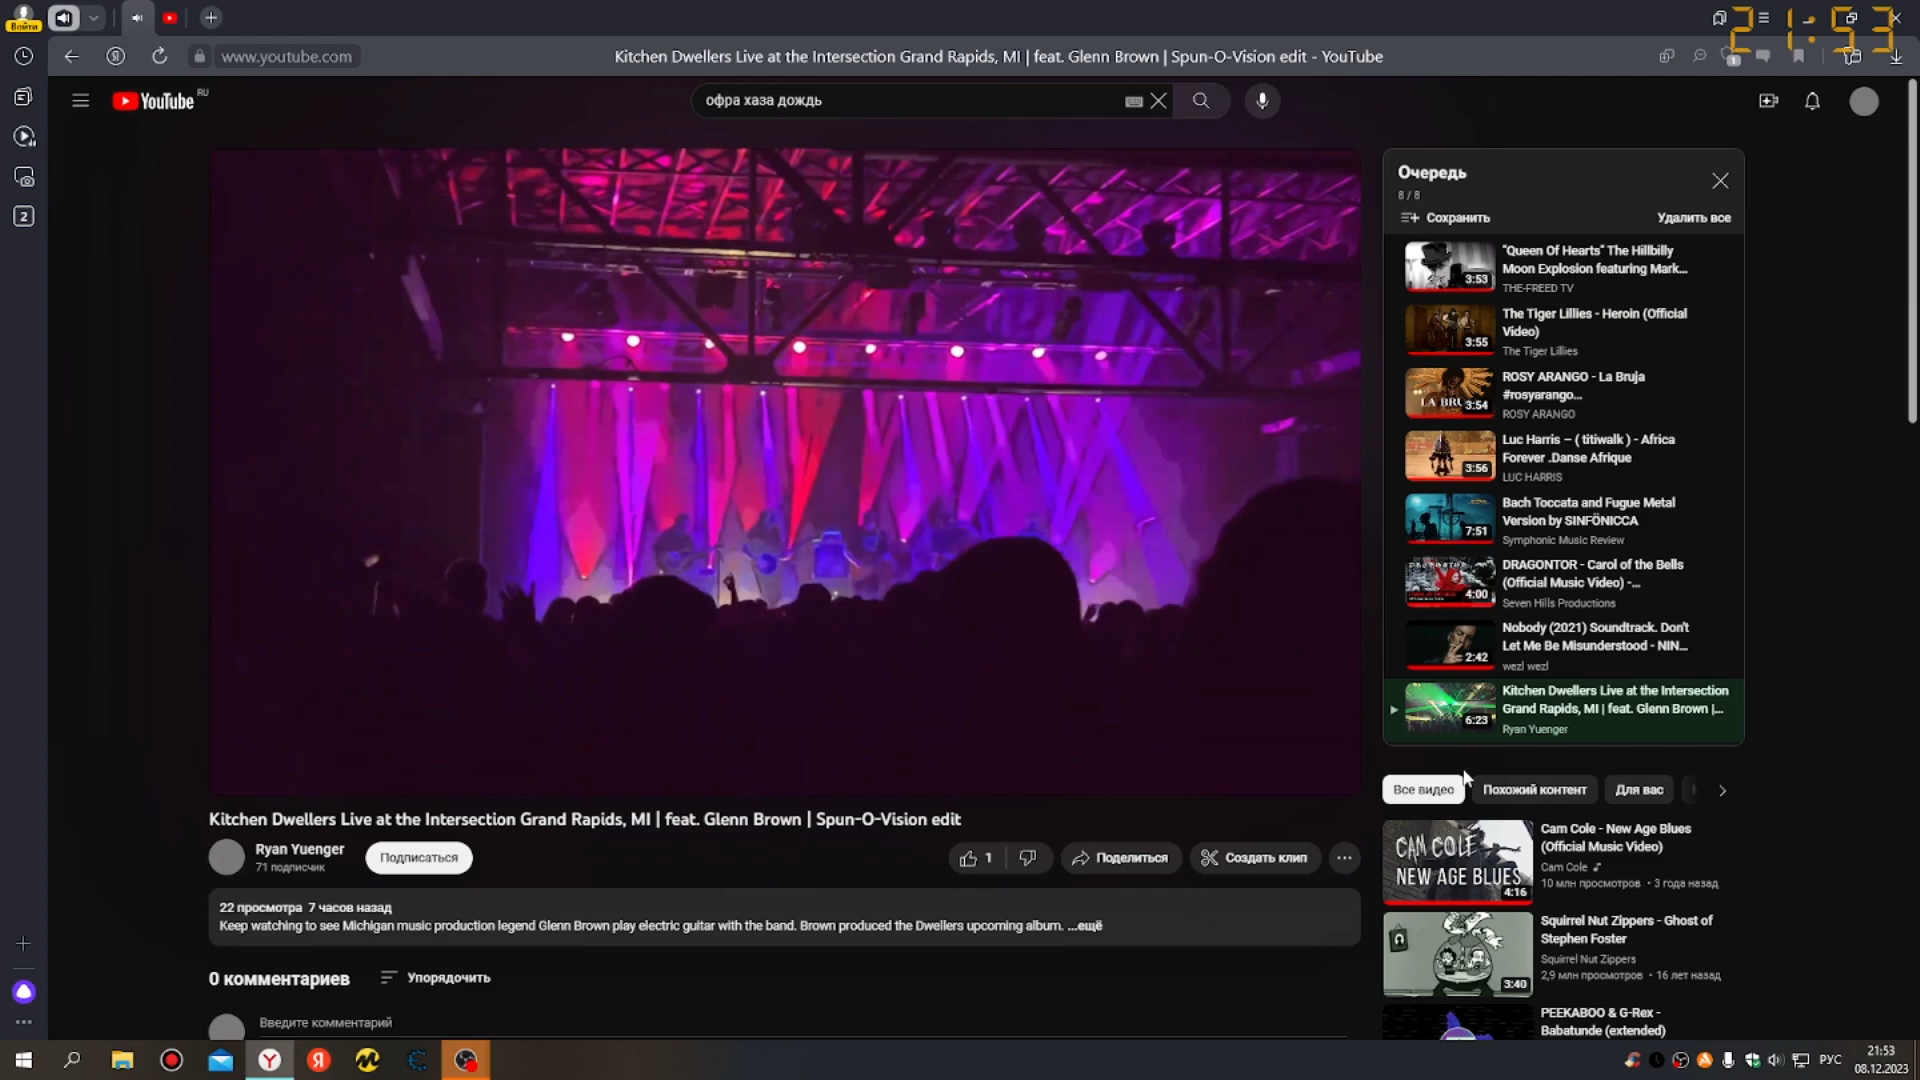 Войти
21:53
www.youtube.com
Kitchen Dwellers Live at the Intersection Grand Rapids, MI | feat. Glenn Brown | Spun-O-Vision edit - YouTube
1
YouTube
RU
офра хаза дождь
2
Очередь
8 / 8
Сохранить
Удалить все
"Queen Of Hearts" The Hillbilly
Moon Explosion featuring Mark...
THE-FREED TV
3:53
The Tiger Lillies - Heroin (Official
Video)
The Tiger Lillies
3:55
ROSY ARANGO - La Bruja
#rosyarango...
ROSY ARANGO
3:54
Luc Harris – ( titiwalk ) - Africa
Forever .Danse Afrique
LUC HARRIS
3:56
Bach Toccata and Fugue Metal
Version by SINFÓNICCA
Symphonic Music Review
7:51
DRAGONTOR - Carol of the Bells
(Official Music Video) -...
Seven Hills Productions
4:00
Nobody (2021) Soundtrack. Don't
Let Me Be Misunderstood - NIN...
wezl wezl
2:42
Kitchen Dwellers Live at the Intersection
Grand Rapids, MI | feat. Glenn Brown |...
Ryan Yuenger
6:23
Все видео
Похожий контент
Для вас
Kitchen Dwellers Live at the Intersection Grand Rapids, MI | feat. Glenn Brown | Spun-O-Vision edit
Ryan Yuenger
71 подписчик
Подписаться
1
Поделиться
Создать клип
22 просмотра 7 часов назад
Keep watching to see Michigan music production legend Glenn Brown play electric guitar with the band. Brown produced the Dwellers upcoming album. ...ещё
0 комментариев
Упорядочить
Введите комментарий
CAM COLE
NEW AGE BLUES
4:16
Cam Cole - New Age Blues
(Official Music Video)
Cam Cole
10 млн просмотров • 3 года назад
3:40
Squirrel Nut Zippers - Ghost of
Stephen Foster
Squirrel Nut Zippers
2,9 млн просмотров • 16 лет назад
PEEKABOO & G-Rex -
Babatunde (extended)
РУС
21:53
08.12.2023